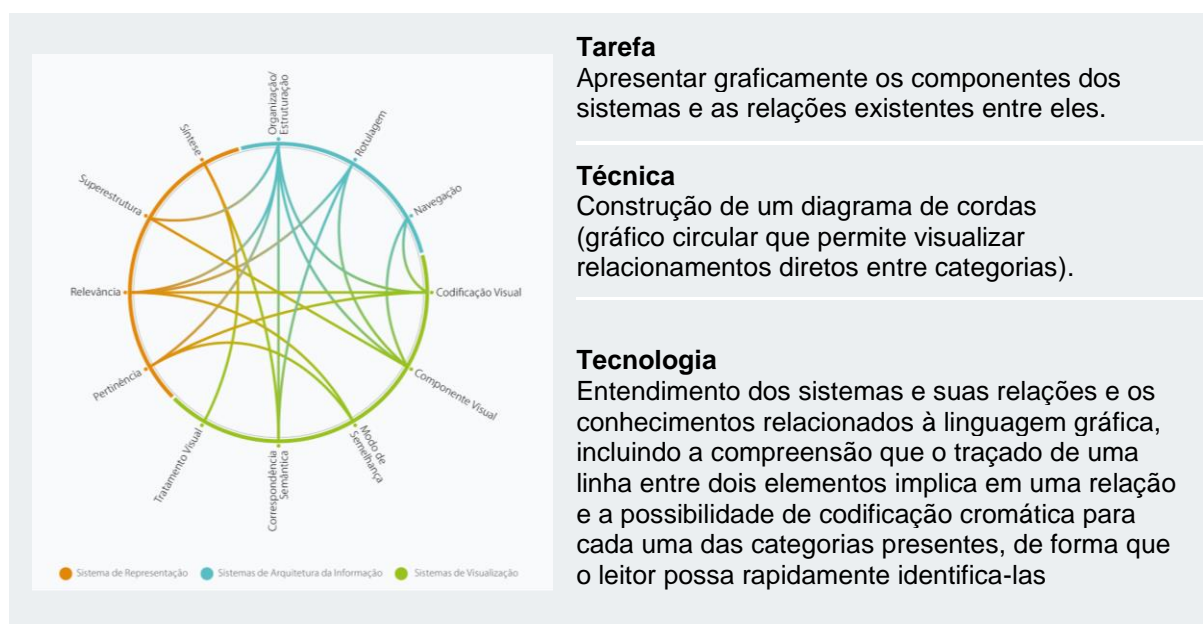 Organização/
Estruturação
Rotulagem
Navegação
Codificação Visual
Componente Visual
Modo de
Semelhança
Correspondência
Semântica
Tratamento Visual
Pertinência
Relevância
Superestrutura
Síntese
Sistema de Representação
Sistemas de Arquitetura da Informação
Sistemas de Visualização
Tarefa
Apresentar graficamente os componentes dos
sistemas e as relações existentes entre eles.
Técnica
Construção de um diagrama de cordas
(gráfico circular que permite visualizar
relacionamentos diretos entre categorias).
Tecnologia
Entendimento dos sistemas e suas relações e os
conhecimentos relacionados à linguagem gráfica,
incluindo a compreensão que o traçado de uma
linha entre dois elementos implica em uma relação
e a possibilidade de codificação cromática para
cada uma das categorias presentes, de forma que
o leitor possa rapidamente identifica-las